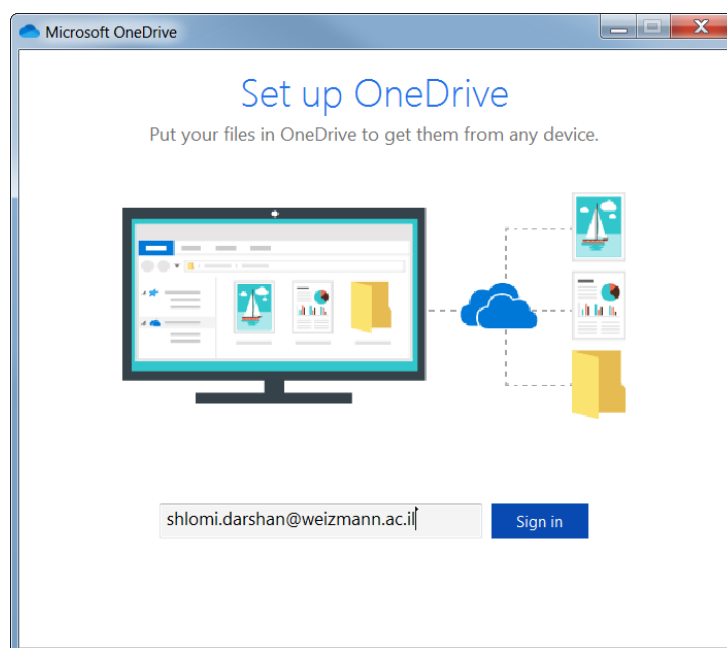 Microsoft OneDrive
Set up OneDrive
Put your files in OneDrive to get them from any device.
shlomi.darshan@weizmann.ac.il
Sign in